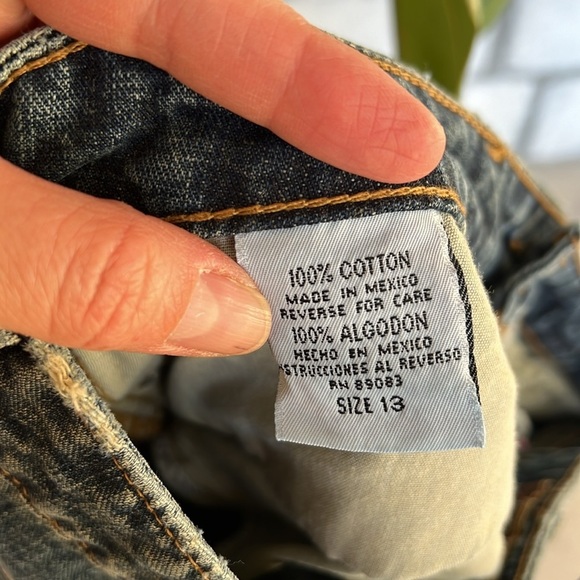 100% COTTON
MADE IN MEXICO
REVERSE FOR CARE
100% ALGODON
HECHO EN MEXICO
STRUCCIONES AL REVERSO
RN 89083
SIZE 13